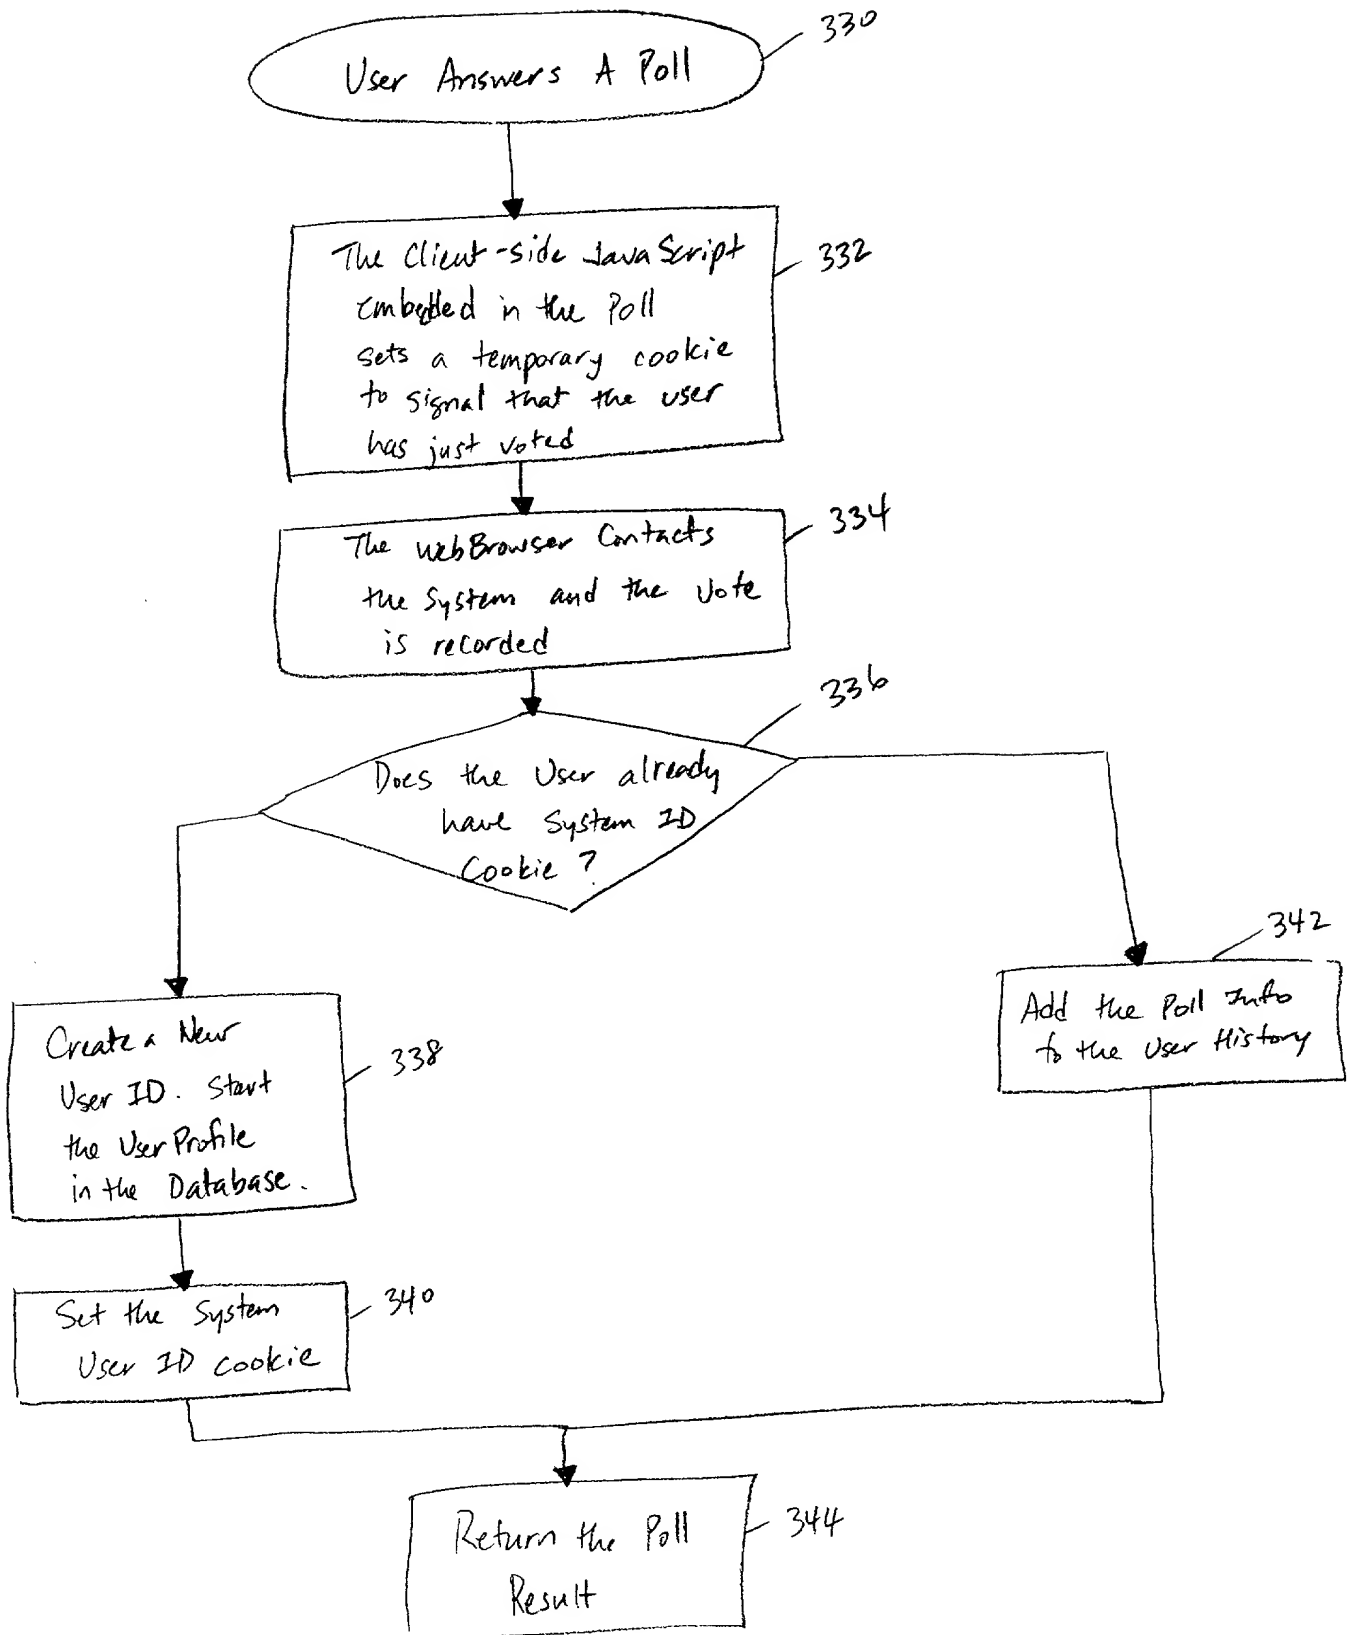 330
User Answers A Poll
The Client-side JavaScript
Embedded in the Poll
sets a temporary cookie
to signal that the user
has just voted
332
The WebBrowser Contacts
the System and the Vote
is recorded
334
336
Does the User already
have System ID
Cookie?
342
Add the Poll Info
to the User History
Create a New
User ID. Start
the User Profile
in the Database.
338
Set the System
User ID cookie
340
Return the Poll
Result
344